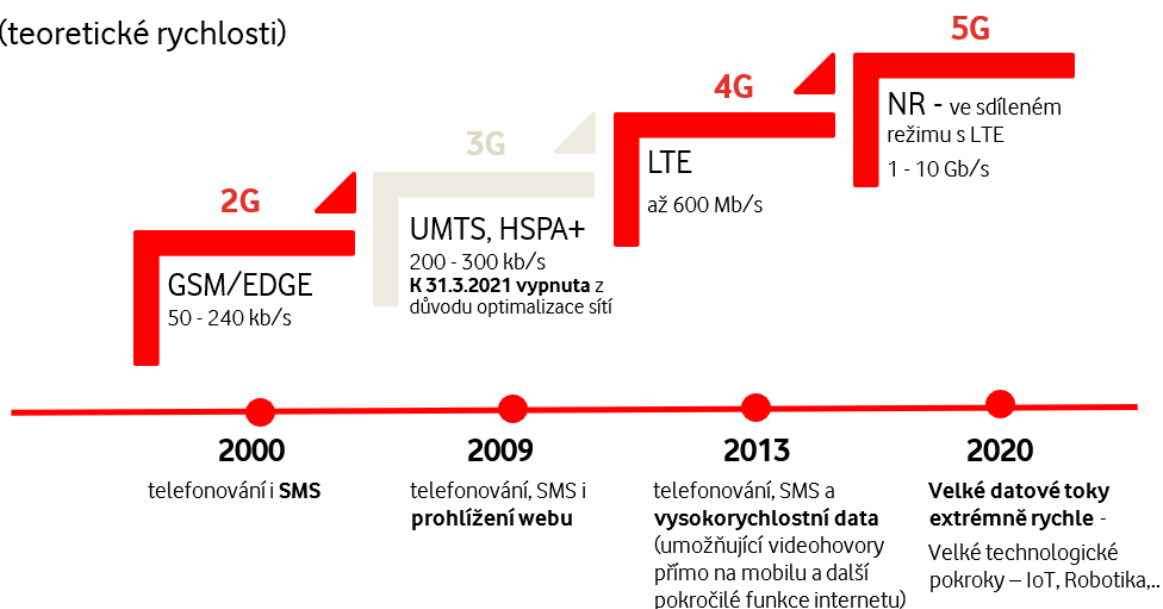 (teoretické rychlosti)
2G
GSM/EDGE
50 - 240 kb/s
3G
UMTS, HSPA+
200 - 300 kb/s
K 31.3.2021 vypnuta z
důvodu optimalizace sítí
4G
LTE
až 600 Mb/s
5G
NR - ve sdíleném
režimu s LTE
1 - 10 Gb/s
2000
telefonování i SMS
2009
telefonování, SMS i
prohlížení webu
2013
telefonování, SMS a
vysokorychlostní data
(umožňující videohovory
přímo na mobilu a další
pokročilé funkce internetu)
2020
Velké datové toky
extrémně rychle -
Velké technologické
pokroky – IoT, Robotika,..